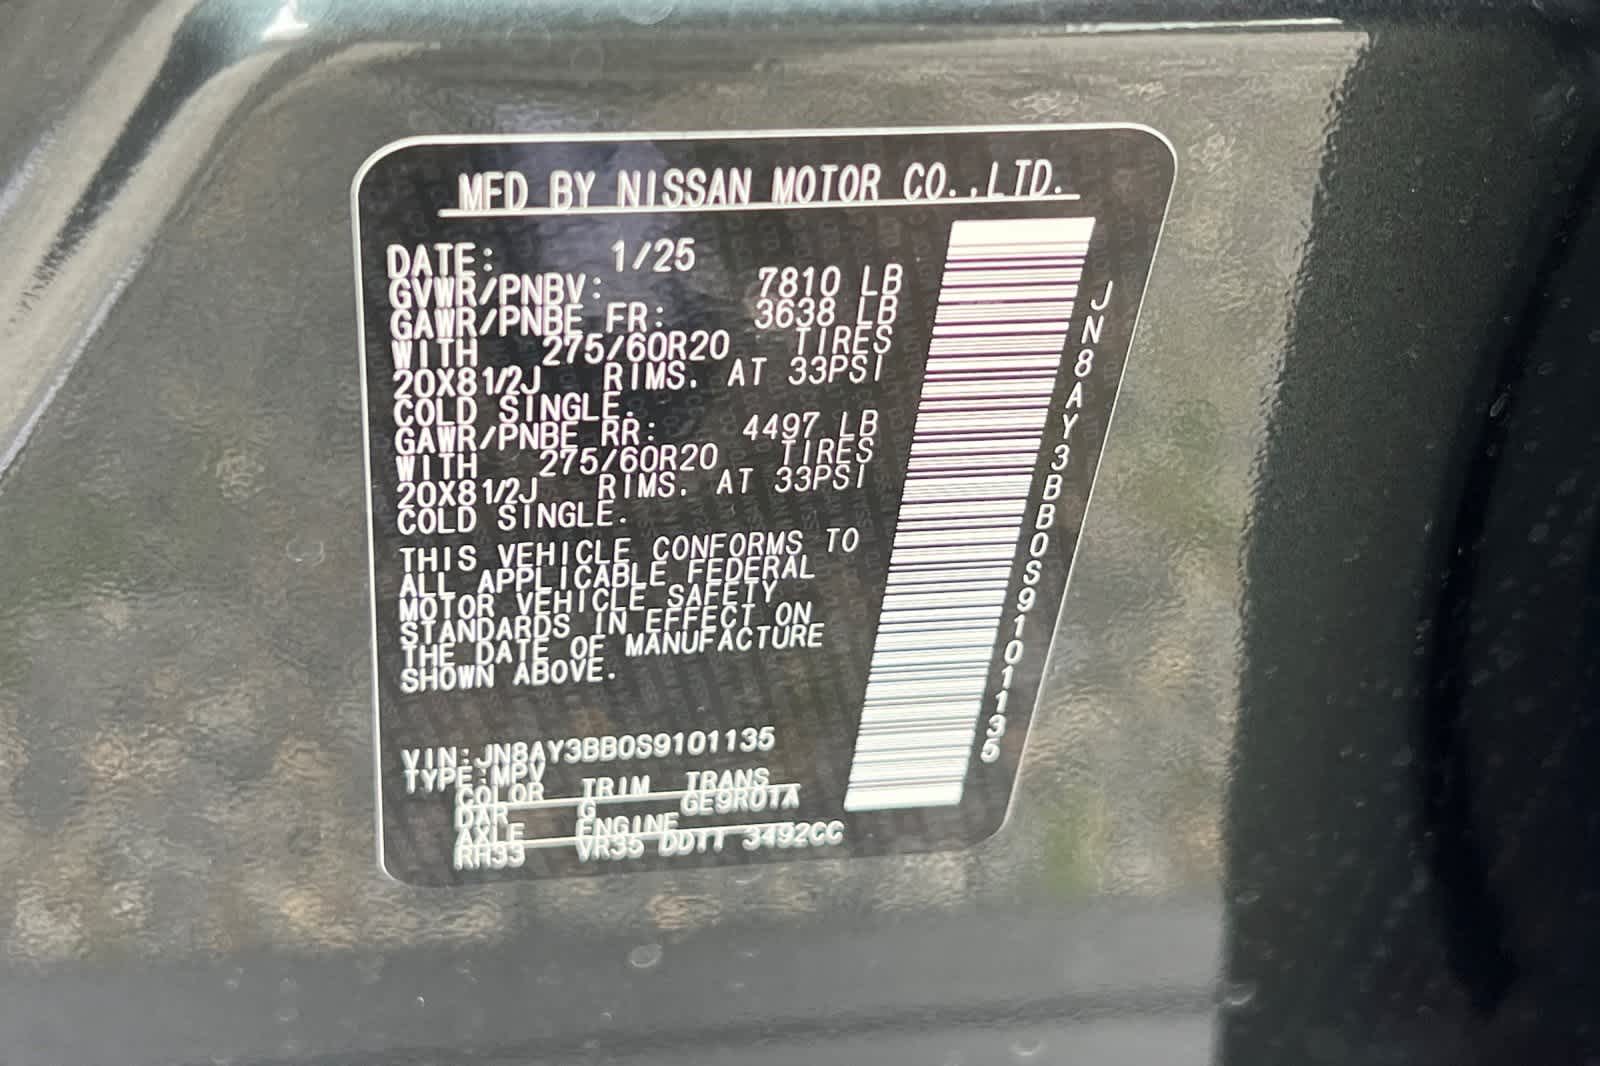 MFD BY NISSAN MOTOR CO.,LTD.
DATE: 1/25
GVWR/PNBV: 7810 LB
GAWR/PNBE FR: 3638 LB
WITH 275/60R20 TIRES
20X81/2J RIMS. AT 33PSI
COLD SINGLE.
GAWR/PNBE RR: 4497 LB
WITH 275/60R20 TIRES
20X81/2J RIMS. AT 33PSI
COLD SINGLE.
THIS VEHICLE CONFORMS TO
ALL APPLICABLE FEDERAL
MOTOR VEHICLE SAFETY
STANDARDS IN EFFECT ON
THE DATE OF MANUFACTURE
SHOWN ABOVE.
VIN:JN8AY3BB0S9101135
TYPE:MPV
COLOR TRIM TRANS
DAR G GE9R01A
AXLE ENGINE
RH33 VR35 DDTT 3492CC
JN8AY3BB0S9101135